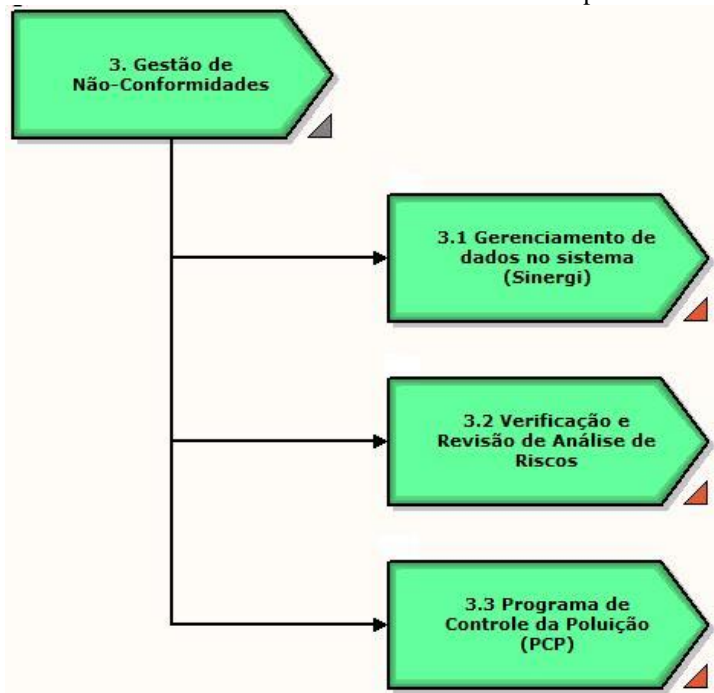 3. Gestão de
Não-Conformidades
3.1 Gerenciamento de
dados no sistema
(Sinergi)
3.2 Verificação e
Revisão de Análise de
Riscos
3.3 Programa de
Controle da Poluição
(PCP)